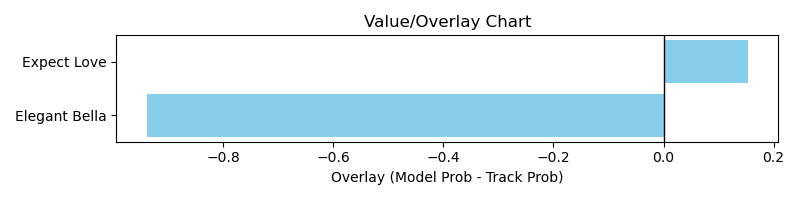 Value/Overlay Chart
Expect Love
Elegant Bella
−0.8 −0.6 −0.4 −0.2 0.0 0.2
Overlay (Model Prob - Track Prob)